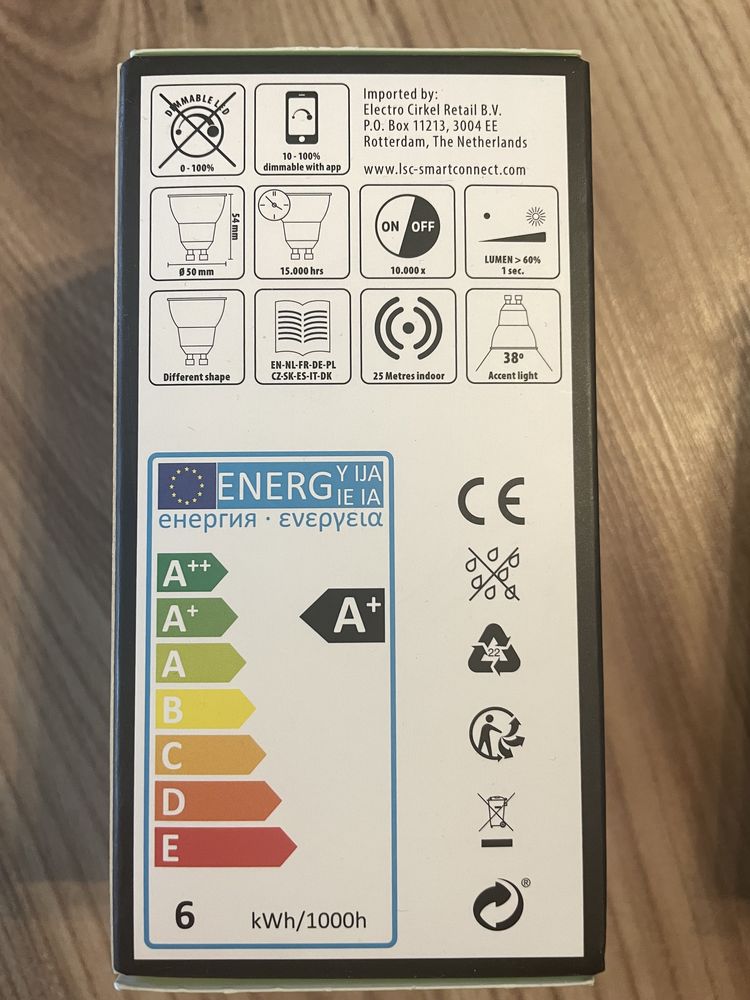 DIMMABLE LED
0 - 100%
10 - 100%
dimmable with app
Imported by:
Electro Cirkel Retail B.V.
P.O. Box 11213, 3004 EE
Rotterdam, The Netherlands
www.lsc-smartconnect.com
54 mm
Ø 50 mm
15.000 hrs
ON OFF
10.000 x
LUMEN > 60%
1 sec.
Different shape
EN-NL-FR-DE-PL
CZ-SK-ES-IT-DK
25 Metres indoor
38º
Accent light
ENERG Y IJA
IE IA
енергия · ενεργεια
A++
A+
A+
A
B
C
D
E
6 kWh/1000h
CE
22
®